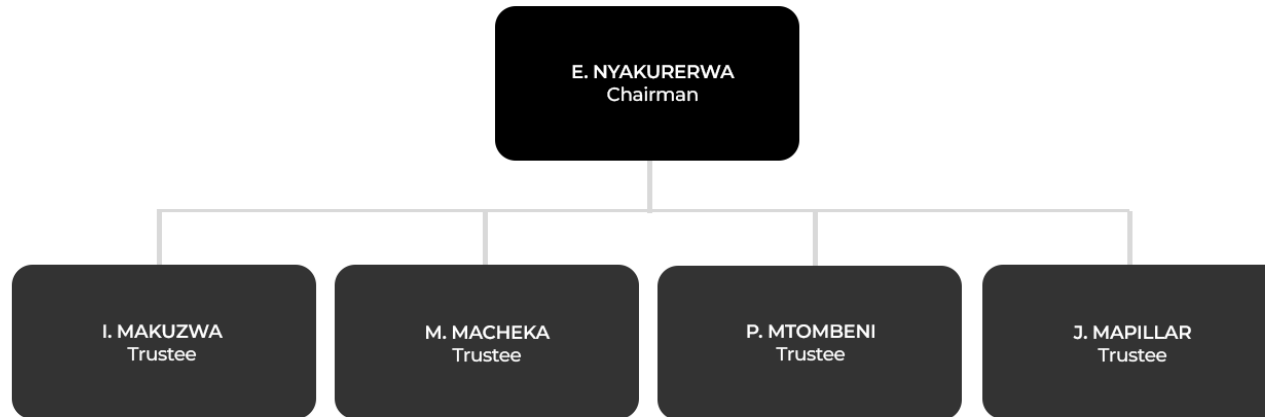 E. NYAKURERWA
Chairman
I. MAKUZWA
Trustee
M. MACHEKA
Trustee
P. MTOMBENI
Trustee
J. MAPILLAR
Trustee